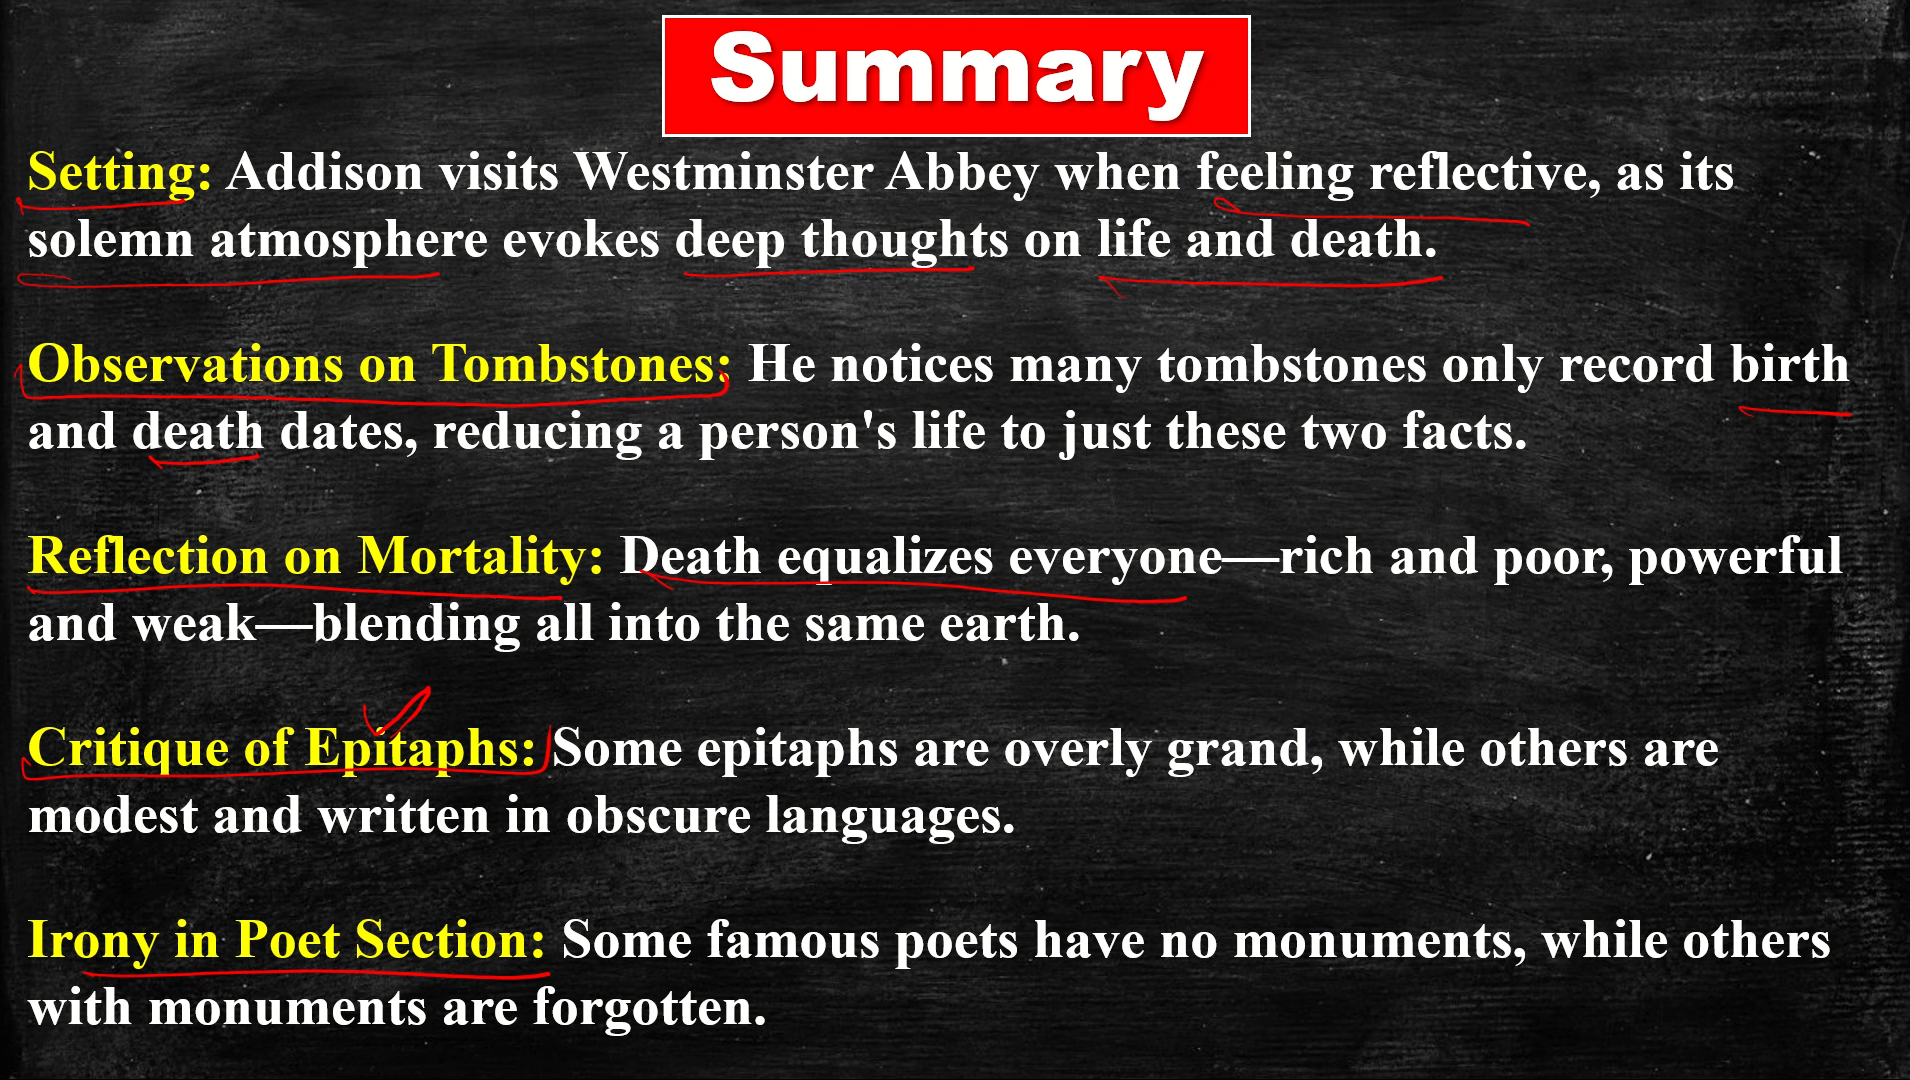 Summary
Setting: Addison visits Westminster Abbey when feeling reflective, as its
solemn atmosphere evokes deep thoughts on life and death.
Observations on Tombstones: He notices many tombstones only record birth
and death dates, reducing a person's life to just these two facts.
Reflection on Mortality: Death equalizes everyone—rich and poor, powerful
and weak—blending all into the same earth.
Critique of Epitaphs: Some epitaphs are overly grand, while others are
modest and written in obscure languages.
Irony in Poet Section: Some famous poets have no monuments, while others
with monuments are forgotten.